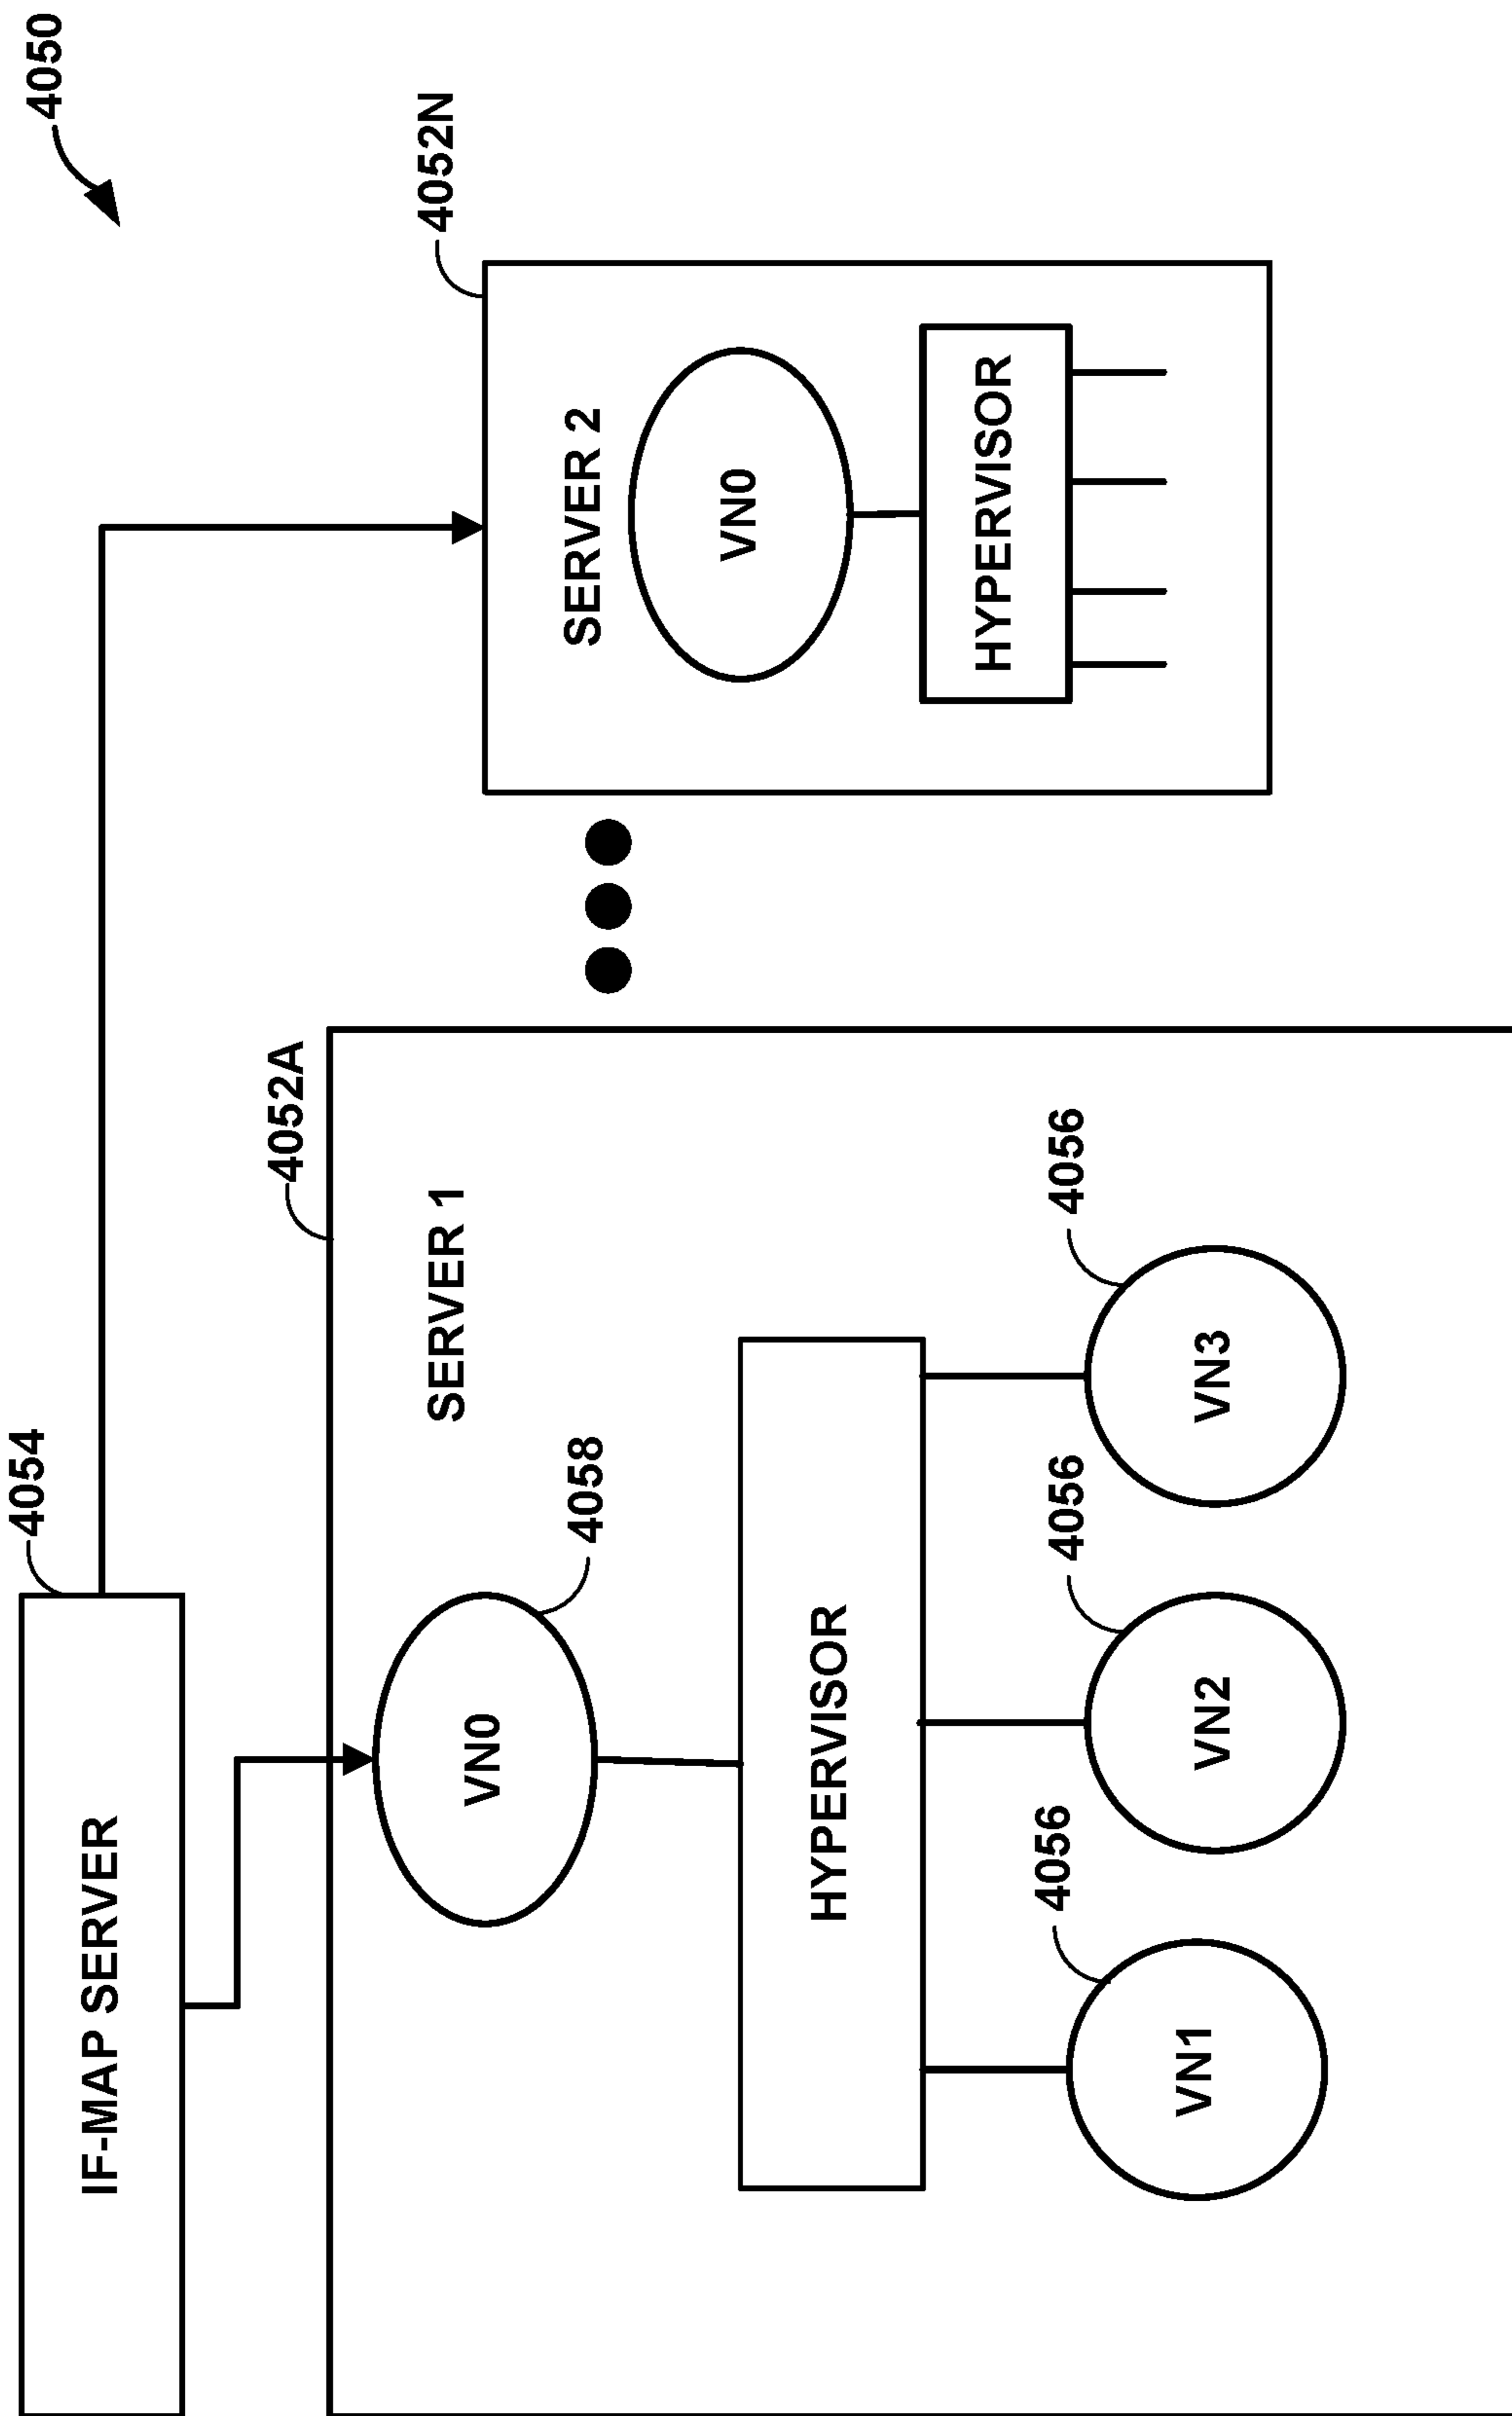 4050
4054
IF-MAP SERVER
4052A
4052N
SERVER 1
SERVER 2
VN0
4058
VN0
HYPERVISOR
HYPERVISOR
4056
4056
4056
VN1
VN2
VN3